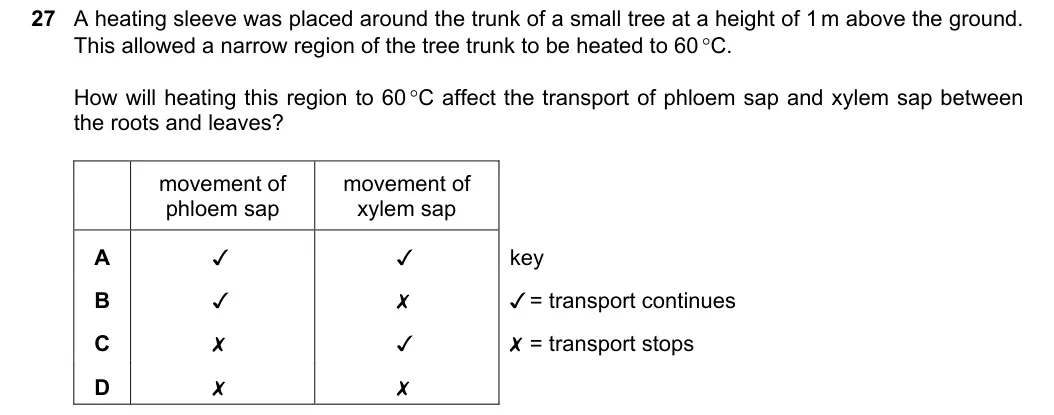 27 A heating sleeve was placed around the trunk of a small tree at a height of 1 m above the ground.
This allowed a narrow region of the tree trunk to be heated to 60 °C.
How will heating this region to 60 °C affect the transport of phloem sap and xylem sap between
the roots and leaves?
movement of phloem sap movement of xylem sap
A ✓ ✓ key
B ✓ ✗ ✓ = transport continues
C ✗ ✓ ✗ = transport stops
D ✗ ✗